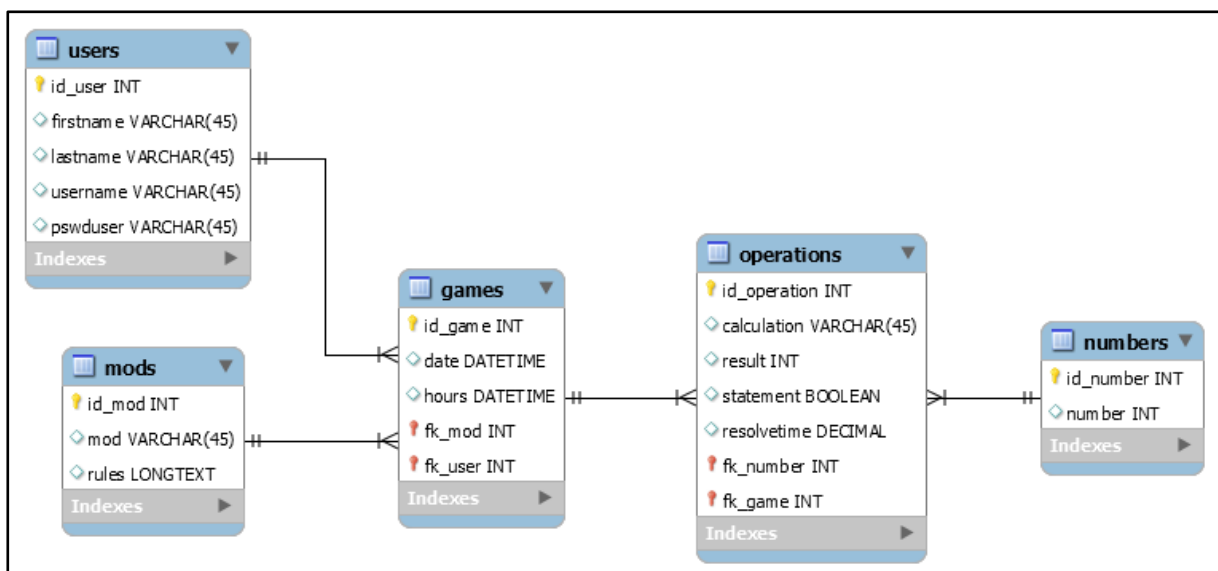 users
id_user INT
firstname VARCHAR(45)
lastname VARCHAR(45)
username VARCHAR(45)
pswduser VARCHAR(45)
Indexes
mods
id_mod INT
mod VARCHAR(45)
rules LONGTEXT
Indexes
games
id_game INT
date DATETIME
hours DATETIME
fk_mod INT
fk_user INT
Indexes
operations
id_operation INT
calculation VARCHAR(45)
result INT
statement BOOLEAN
resolvetime DECIMAL
fk_number INT
fk_game INT
Indexes
numbers
id_number INT
number INT
Indexes